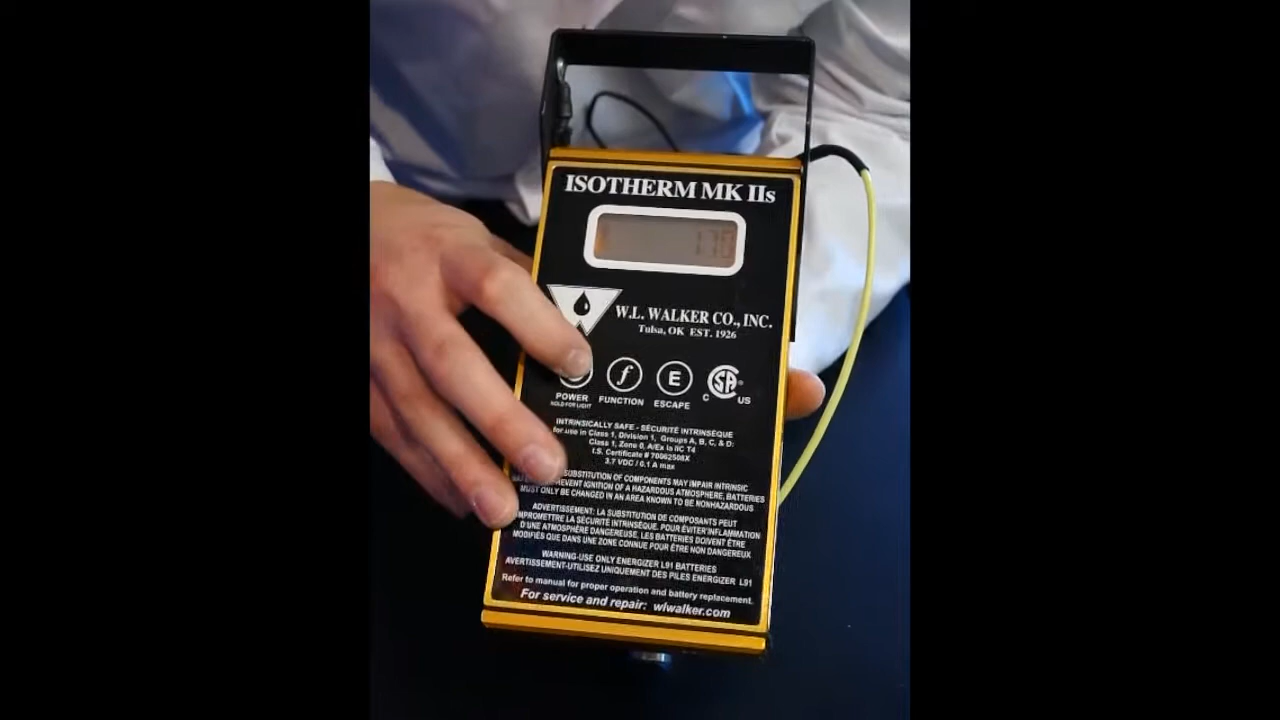 ISOTHERM MK IIs
W.L. WALKER CO., INC.
Tulsa, OK EST. 1926
f
E
SA®
C US
POWER
HOLD FOR LIGHT
FUNCTION
ESCAPE
INTRINSICALLY SAFE - SÉCURITÉ INTRINSÈQUE
for use in Class 1, Division 1, Groups A, B, C, & D:
Class 1, Zone 0, A/Ex ia IIC T4
I.S. Certificate # 70062508X
3.7 VDC / 0.1 A max
SUBSTITUTION OF COMPONENTS MAY IMPAIR INTRINSIC
PREVENT IGNITION OF A HAZARDOUS ATMOSPHERE, BATTERIES
MUST ONLY BE CHANGED IN AN AREA KNOWN TO BE NONHAZARDOUS
ADVERTISSEMENT: LA SUBSTITUTION DE COMPOSANTS PEUT
MPROMETTRE LA SÉCURITÉ INTRINSÈQUE. POUR ÉVITER INFLAMMATION
D'UNE ATMOSPHÈRE DANGEREUSE, LES BATTERIES DOIVENT ÊTRE
MODIFIÉS QUE DANS UNE ZONE CONNUE POUR ÊTRE NON DANGEREUX
WARNING-USE ONLY ENERGIZER L91 BATTERIES
AVERTISSEMENT-UTILISEZ UNIQUEMENT DES PILES ENERGIZER L91
Refer to manual for proper operation and battery replacement.
For service and repair: wlwalker.com